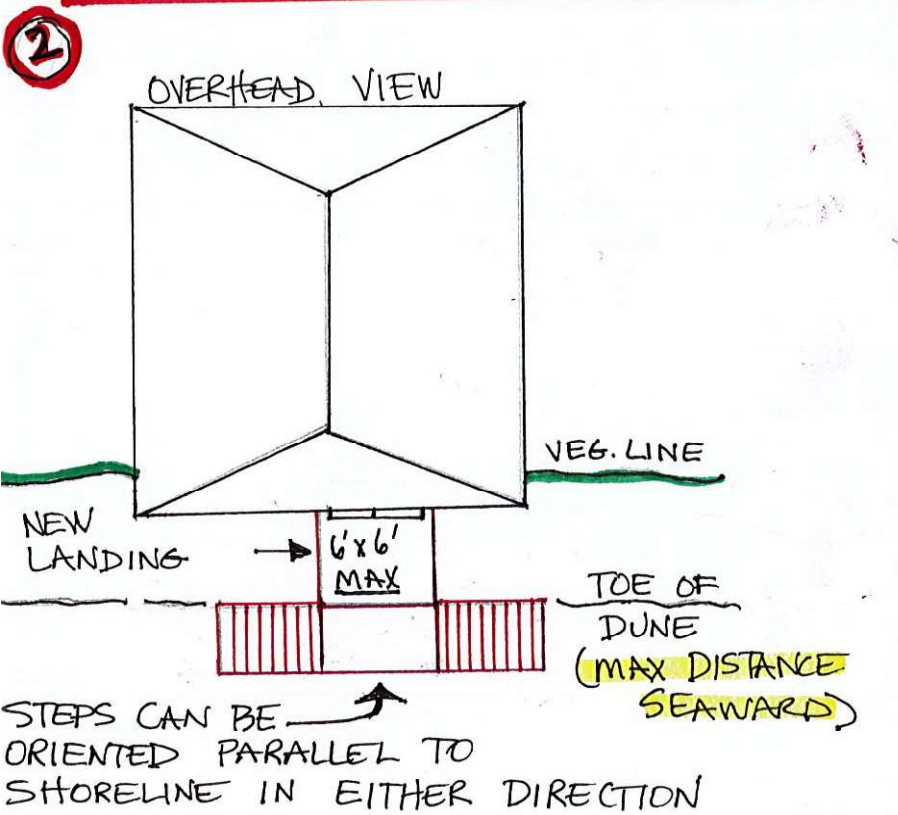 2
OVERHEAD VIEW
VEG. LINE
NEW
LANDING
6'x6'
MAX
TOE OF
DUNE
(MAX DISTANCE
SEAWARD)
STEPS CAN BE
ORIENTED PARALLEL TO
SHORELINE IN EITHER DIRECTION